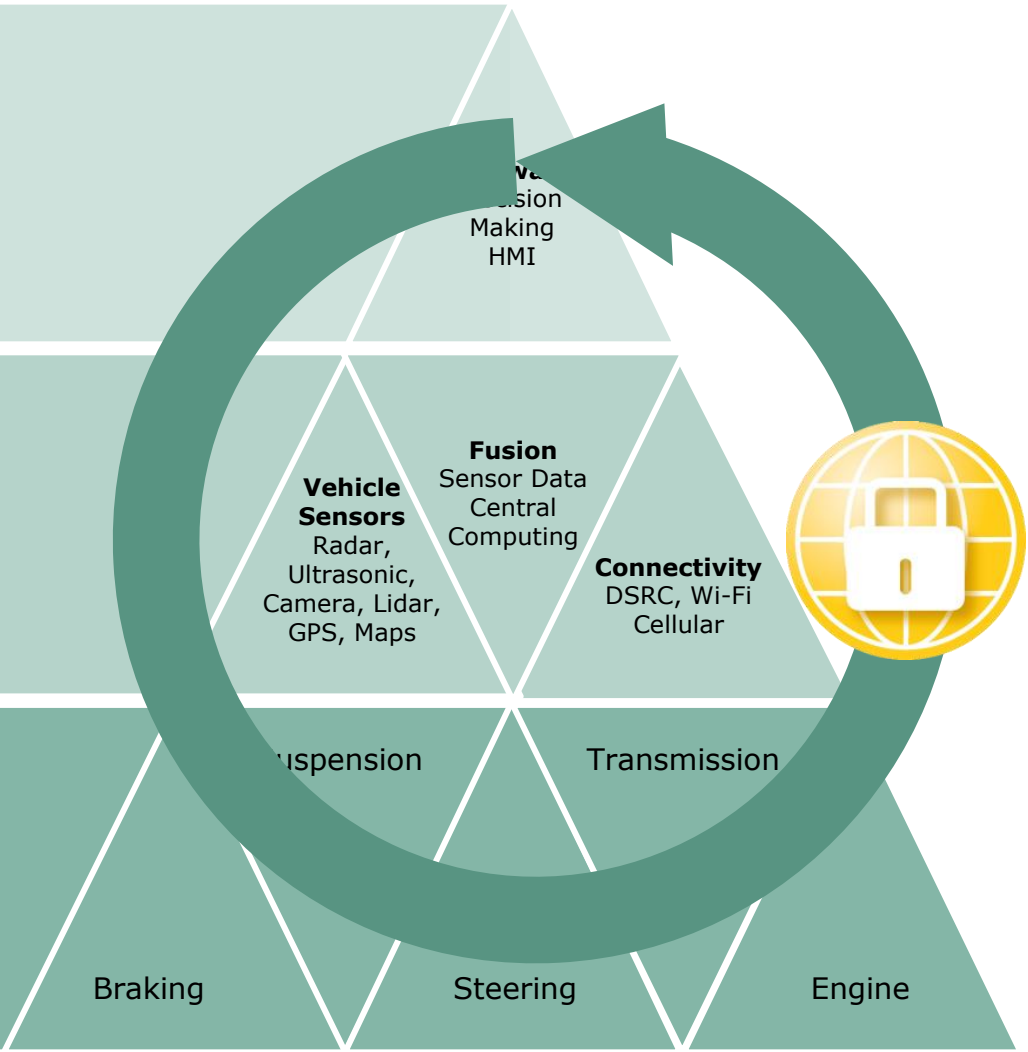 Making
HMI
Fusion
Sensor Data
Central
Computing
Vehicle
Sensors
Radar,
Ultrasonic,
Camera, Lidar,
GPS, Maps
Connectivity
DSRC, Wi-Fi
Cellular
uspension
Transmission
Braking
Steering
Engine